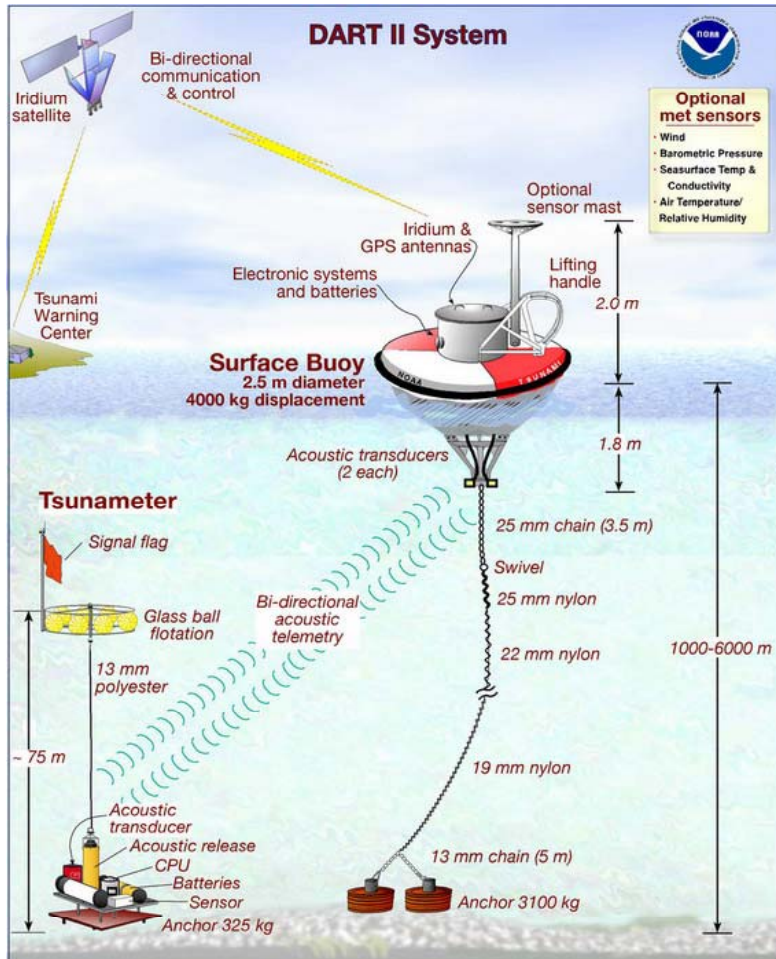 DART II System
NOAA
Iridium
satellite
Bi-directional
communication
& control
Optional
met sensors
· Wind
· Barometric Pressure
· Seasurface Temp &
Conductivity
· Air Temperature/
Relative Humidity
Optional
sensor mast
Iridium &
GPS antennas
Lifting
handle
Electronic systems
and batteries
2.0 m
Tsunami
Warning
Center
Surface Buoy
2.5 m diameter
4000 kg displacement
NOAA
TSUNAMI
1.8 m
Acoustic transducers
(2 each)
Tsunameter
Signal flag
25 mm chain (3.5 m)
Swivel
25 mm nylon
Glass ball
flotation
Bi-directional
acoustic
telemetry
22 mm nylon
1000-6000 m
13 mm
polyester
~ 75 m
19 mm nylon
Acoustic
transducer
Acoustic release
CPU
Batteries
Sensor
Anchor 325 kg
13 mm chain (5 m)
Anchor 3100 kg